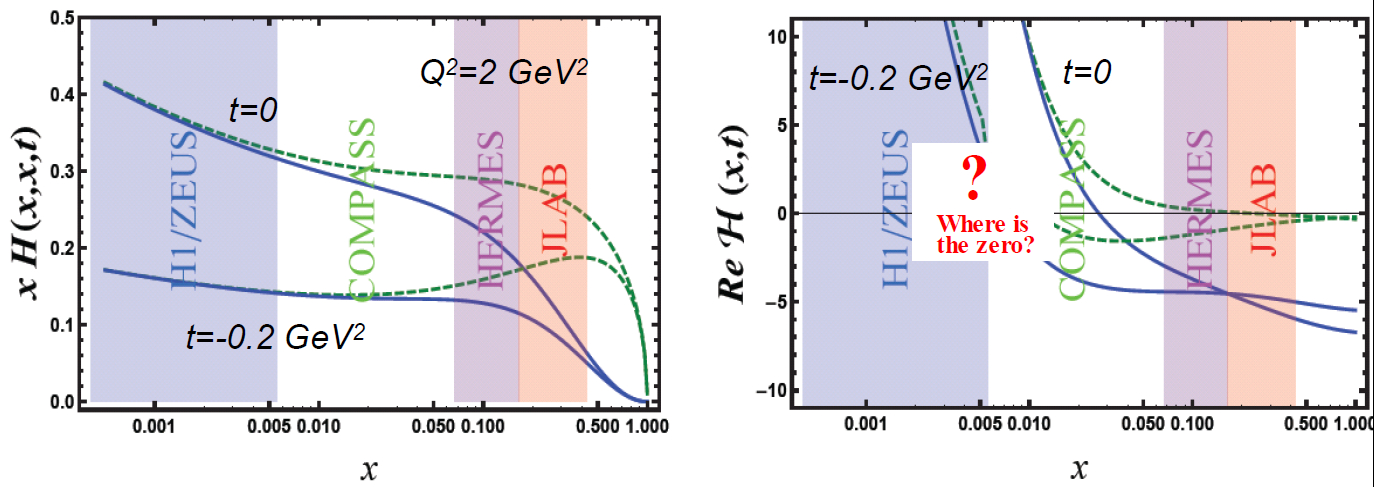 0.5
0.4
0.3
0.2
0.1
0.0
x H(x,x,t)
Q²=2 GeV²
t=0
t=-0.2 GeV²
H1/ZEUS
COMPASS
HERMES
JLAB
0.001
0.005 0.010
0.050 0.100
0.500 1.000
x
10
5
0
−5
−10
Re ℋ (x,t)
t=-0.2 GeV²
t=0
H1/ZEUS
COMPASS
HERMES
JLAB
?
Where is
the zero?
0.001
0.005 0.010
0.050 0.100
0.500 1.000
x